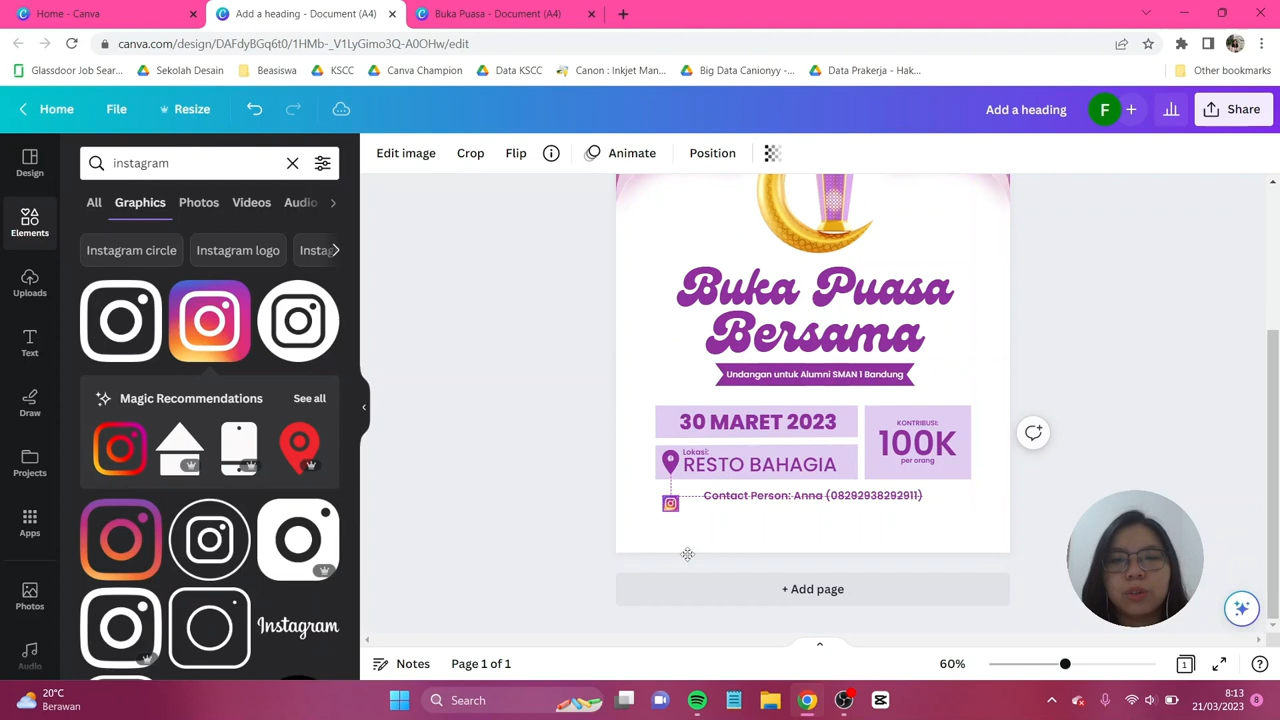 Home - Canva
Add a heading - Document (A4)
Buka Puasa - Document (A4)
canva.com/design/DAFdyBGq6t0/1HMb-_V1LyGimo3Q-A0OHw/edit
Glassdoor Job Sear...
Sekolah Desain
Beasiswa
KSCC
Canva Champion
Data KSCC
Canon : Inkjet Man...
Big Data Canionyy -...
Data Prakerja - Hak...
Other bookmarks
Home
File
Resize
Add a heading
F
Share
Design
Elements
Uploads
Text
Draw
Projects
Apps
Photos
Audio
instagram
All
Graphics
Photos
Videos
Audio
Instagram circle
Instagram logo
Instag
Magic Recommendations
See all
Instagram
Edit image
Crop
Flip
Animate
Position
Buka Puasa
Bersama
Undangan untuk Alumni SMAN 1 Bandung
30 MARET 2023
KONTRIBUSI:
100K
per orang
Lokasi:
RESTO BAHAGIA
Contact Person: Anna (08292938292911)
+ Add page
Notes
Page 1 of 1
60%
1
20°C
Berawan
Search
8:13
21/03/2023
8